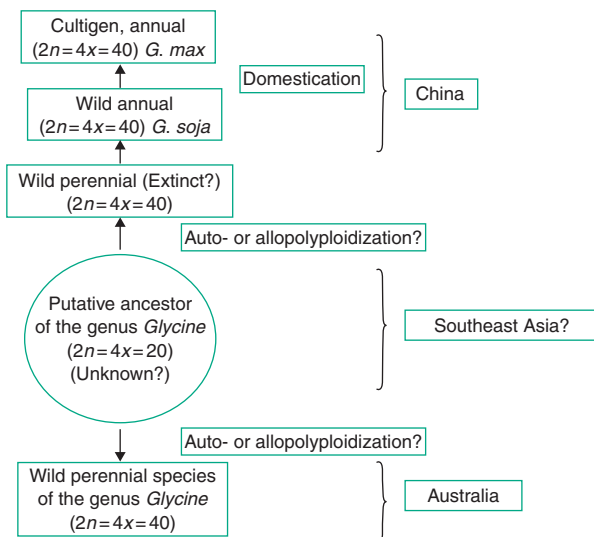 Cultigen, annual
(2n=4x=40) G. max
Domestication
China
Wild annual
(2n=4x=40) G. soja
Wild perennial (Extinct?)
(2n=4x=40)
Auto- or allopolyploidization?
Putative ancestor
of the genus Glycine
(2n=4x=20)
(Unknown?)
Southeast Asia?
Auto- or allopolyploidization?
Wild perennial species
of the genus Glycine
(2n=4x=40)
Australia